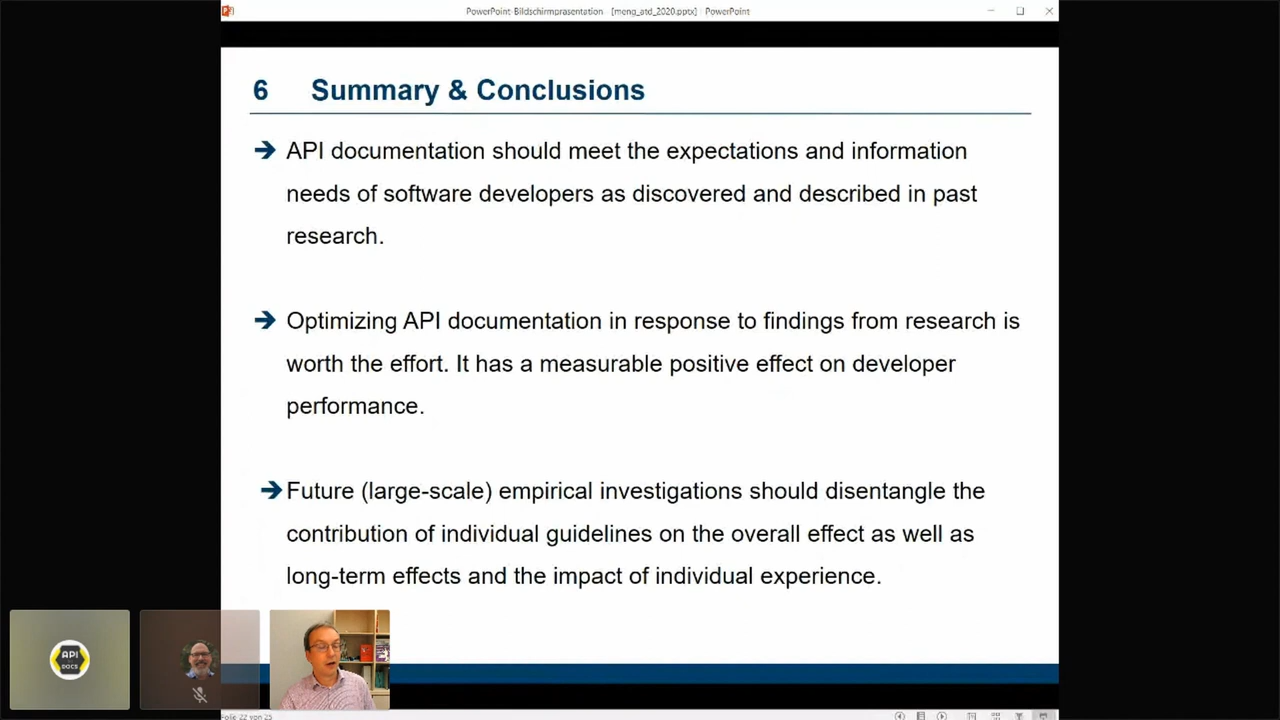 PowerPoint-Bildschirmpräsentation [meng_atd_2020.pptx] PowerPoint
6 Summary & Conclusions
API documentation should meet the expectations and information
needs of software developers as discovered and described in past
research.
Optimizing API documentation in response to findings from research is
worth the effort. It has a measurable positive effect on developer
performance.
Future (large-scale) empirical investigations should disentangle the
contribution of individual guidelines on the overall effect as well as
long-term effects and the impact of individual experience.
API
DOCS
Folie 22 von 25